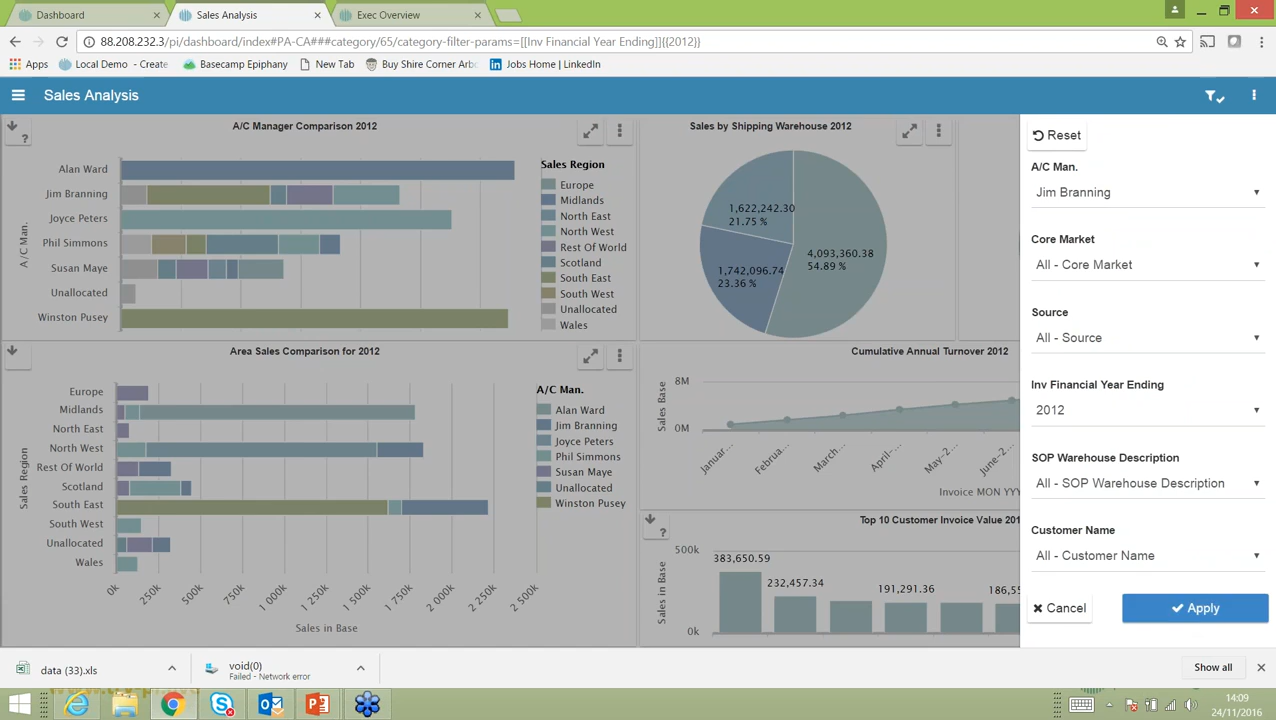 Dashboard
Sales Analysis
Exec Overview
88.208.232.3/pi/dashboard/index#PA-CA###category/65/category-filter-params=[[Inv Financial Year Ending]]{{2012}}
Apps
Local Demo - Create
Basecamp Epiphany
New Tab
Buy Shire Corner Arbo
Jobs Home | LinkedIn
Sales Analysis
A/C Manager Comparison 2012
?
A/C Man.
Alan Ward
Jim Branning
Joyce Peters
Phil Simmons
Susan Maye
Unallocated
Winston Pusey
Sales Region
Europe
Midlands
North East
North West
Rest Of World
Scotland
South East
South West
Unallocated
Wales
Sales by Shipping Warehouse 2012
1,622,242.30
21.75 %
4,093,360.38
54.89 %
1,742,096.74
23.36 %
Area Sales Comparison for 2012
Sales Region
Europe
Midlands
North East
North West
Rest Of World
Scotland
South East
South West
Unallocated
Wales
0k
250k
500k
750k
1 000k
1 250k
1 500k
1 750k
2 000k
2 250k
2 500k
Sales in Base
A/C Man.
Alan Ward
Jim Branning
Joyce Peters
Phil Simmons
Susan Maye
Unallocated
Winston Pusey
Cumulative Annual Turnover 2012
Sales Base
8M
0M
Januar...
Februa...
March...
April-...
May-2...
June-2...
Invoice MON YYY
Top 10 Customer Invoice Value 201
?
Sales in Base
500k
0k
383,650.59
232,457.34
191,291.36
186,55
Reset
A/C Man.
Jim Branning
Core Market
All - Core Market
Source
All - Source
Inv Financial Year Ending
2012
SOP Warehouse Description
All - SOP Warehouse Description
Customer Name
All - Customer Name
Cancel
Apply
data (33).xls
void(0)
Failed - Network error
Show all
14:09
24/11/2016